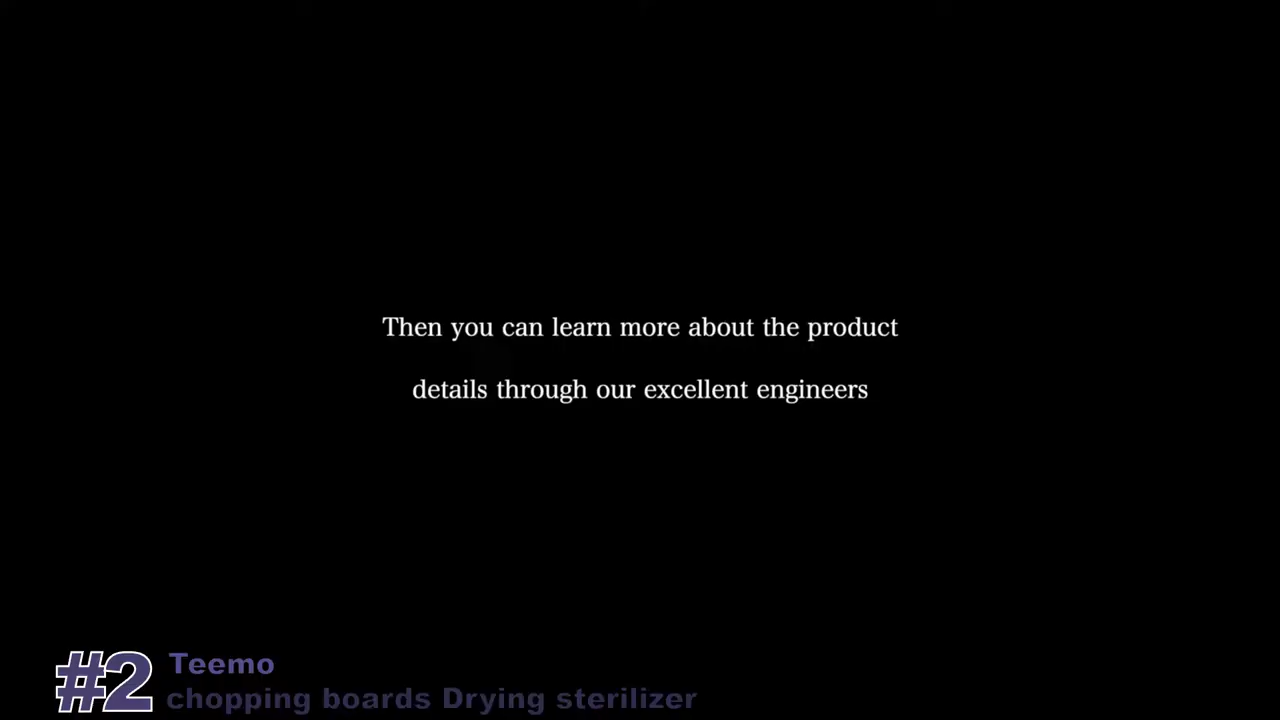 Then you can learn more about the product
details through our excellent engineers
#2 Teemo
chopping boards Drying sterilizer